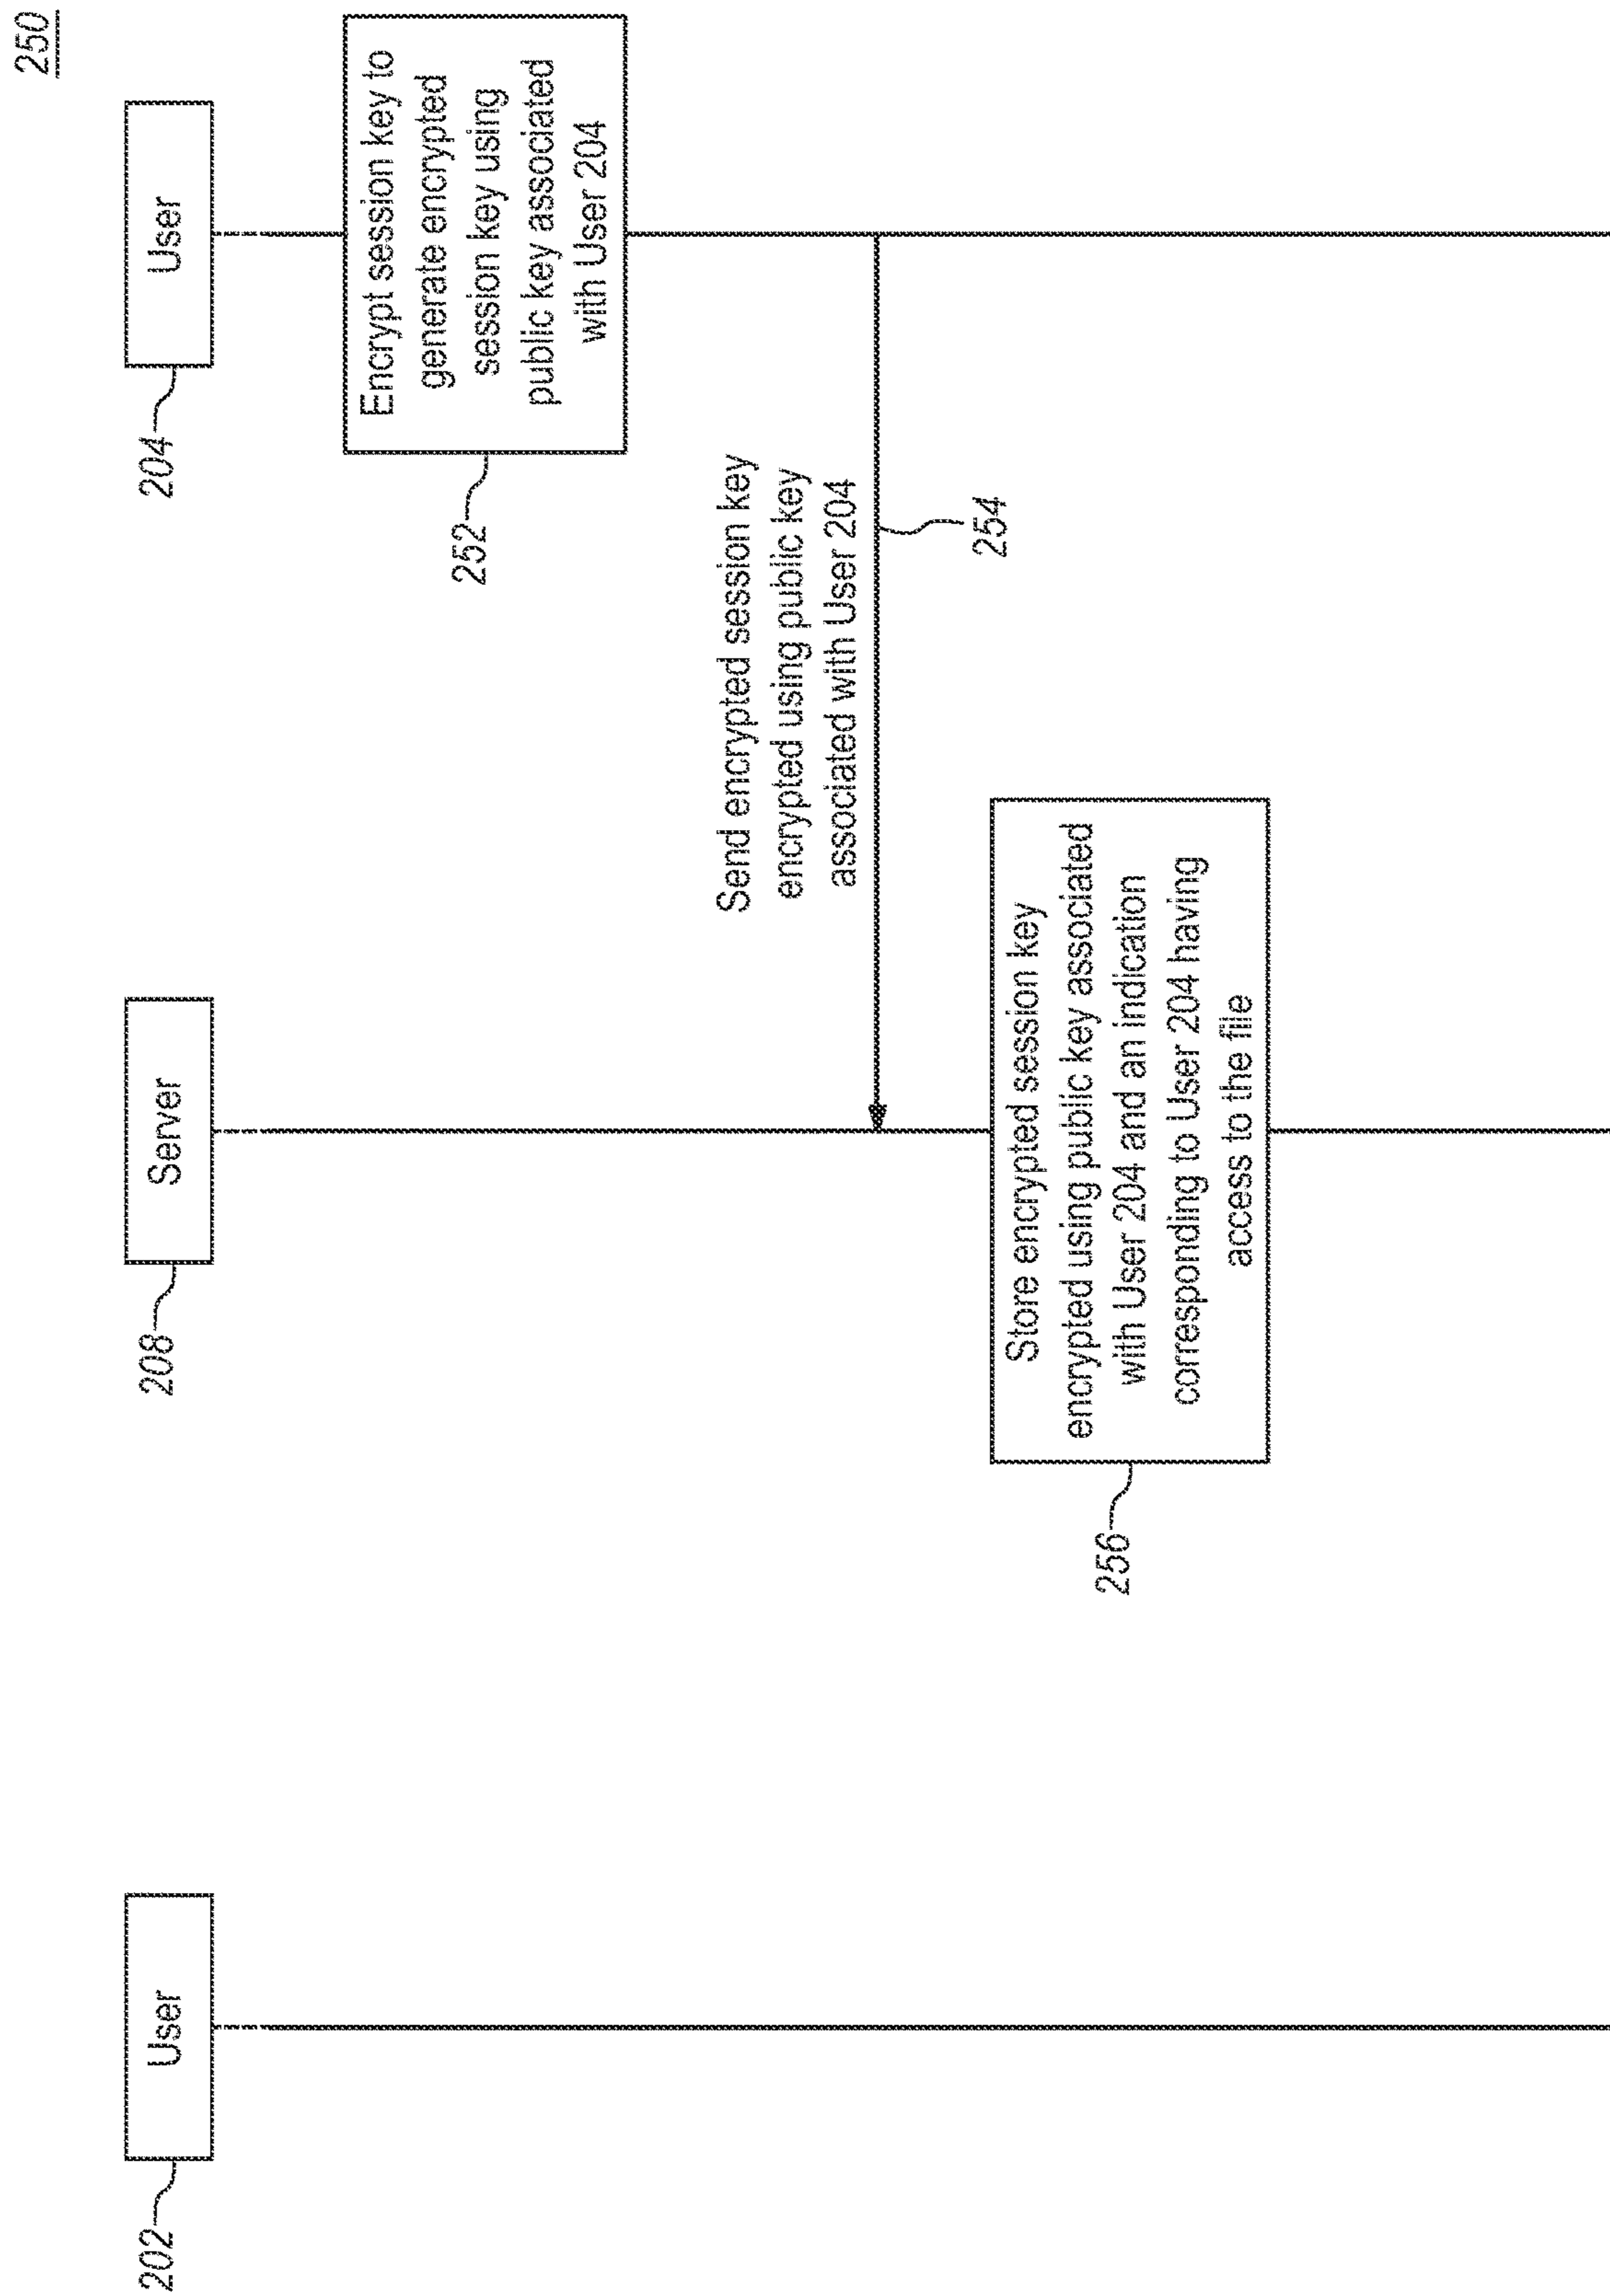 250
User
Server
User
202
208
204
Encrypt session key to
generate encrypted
session key using
public key associated
with User 204
252
Send encrypted session key
encrypted using public key
associated with User 204
254
Store encrypted session key
encrypted using public key associated
with User 204 and an indication
corresponding to User 204 having
access to the file
256